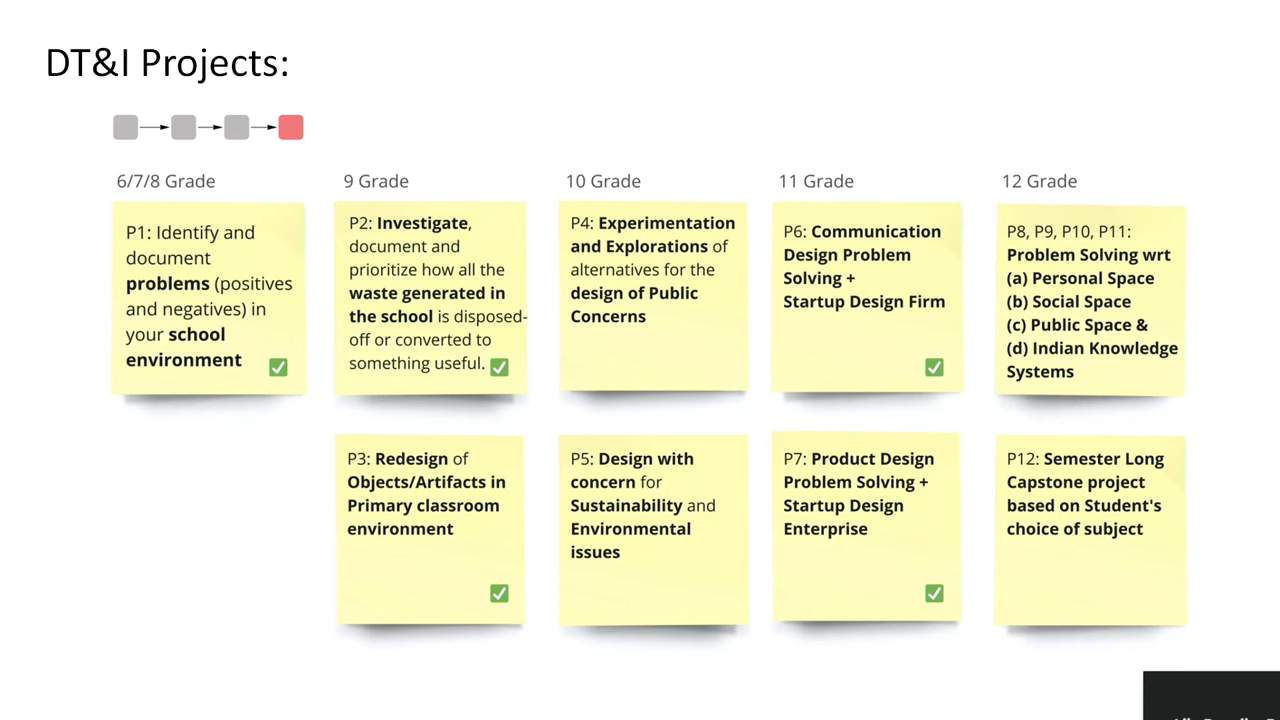 DT&I Projects:
6/7/8 Grade
9 Grade
10 Grade
11 Grade
12 Grade
P1: Identify and
document
problems (positives
and negatives) in
your school
environment
P2: Investigate,
document and
prioritize how all the
waste generated in
the school is disposed-
off or converted to
something useful.
P4: Experimentation
and Explorations of
alternatives for the
design of Public
Concerns
P6: Communication
Design Problem
Solving +
Startup Design Firm
P8, P9, P10, P11:
Problem Solving wrt
(a) Personal Space
(b) Social Space
(c) Public Space &
(d) Indian Knowledge
Systems
P3: Redesign of
Objects/Artifacts in
Primary classroom
environment
P5: Design with
concern for
Sustainability and
Environmental
issues
P7: Product Design
Problem Solving +
Startup Design
Enterprise
P12: Semester Long
Capstone project
based on Student's
choice of subject